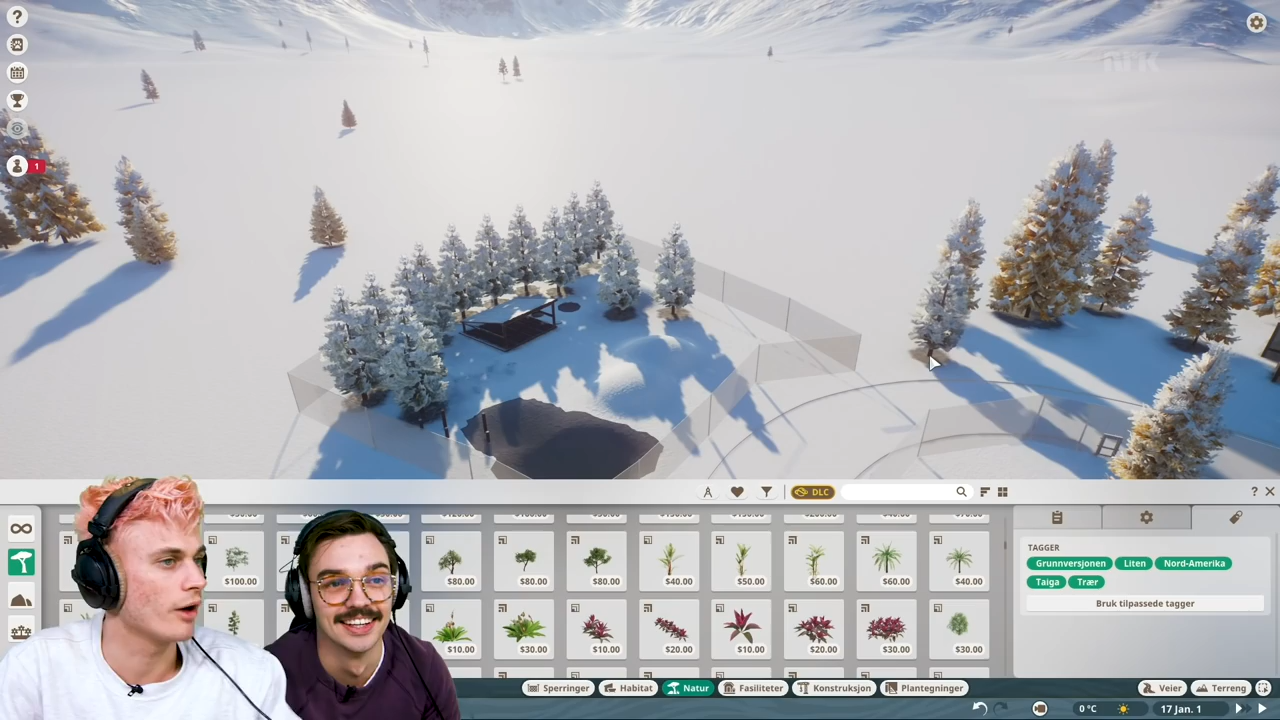 ?
NRK
1
DLC
?
$100.00
$80.00
$80.00
$80.00
$40.00
$50.00
$60.00
$60.00
$40.00
$10.00
$30.00
$10.00
$20.00
$10.00
$20.00
$30.00
$30.00
TAGGER
Grunnversjonen
Liten
Nord-Amerika
Taiga
Trær
Bruk tilpassede tagger
Sperringer
Habitat
Natur
Fasiliteter
Konstruksjon
Plantegninger
Veier
Terreng
0 °C
17 Jan. 1